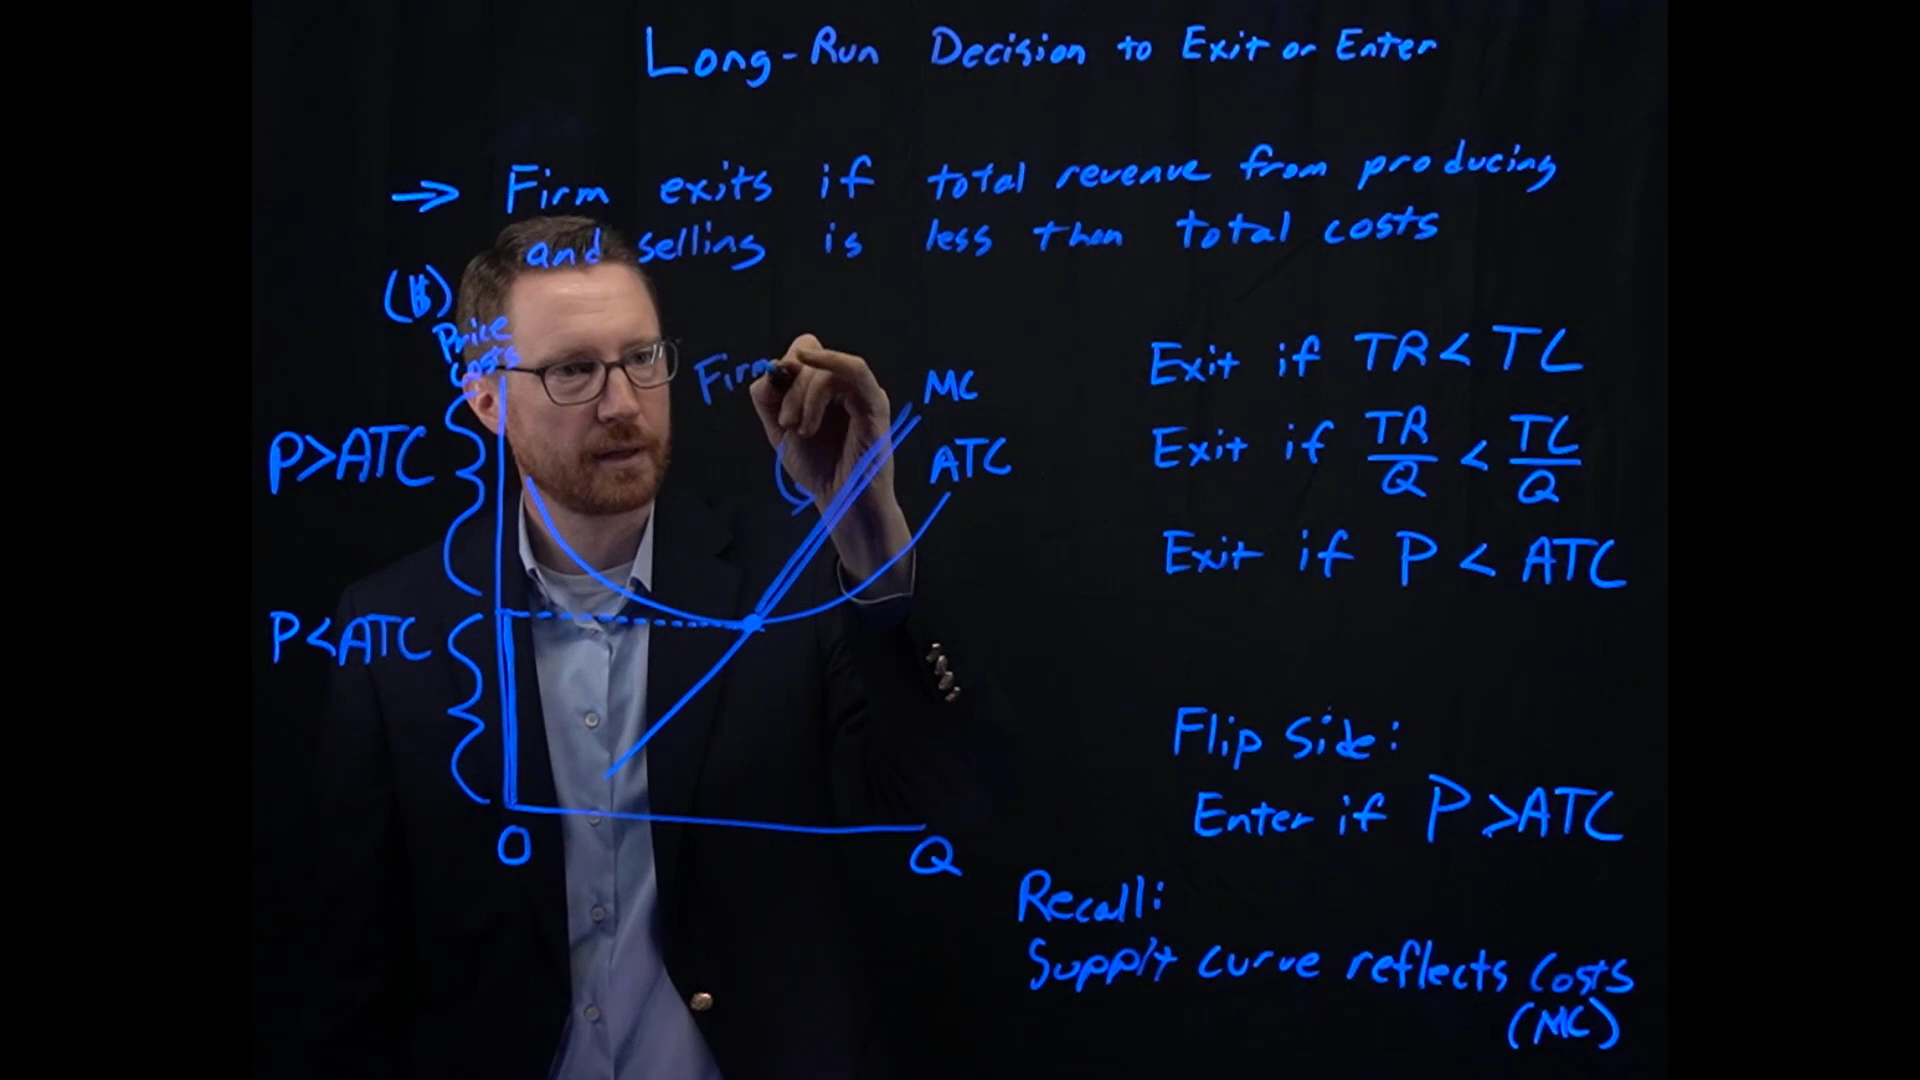 Long-Run Decision to Exit or Enter
→ Firm exits if total revenue from producing
and selling is less than total costs
($)
Price
Costs
Firm
MC
ATC
P>ATC
P<ATC
0
Q
Exit if TR < TC
Exit if TR/Q < TC/Q
Exit if P < ATC
Flip Side:
Enter if P >ATC
Recall:
Supply curve reflects Costs
(MC)